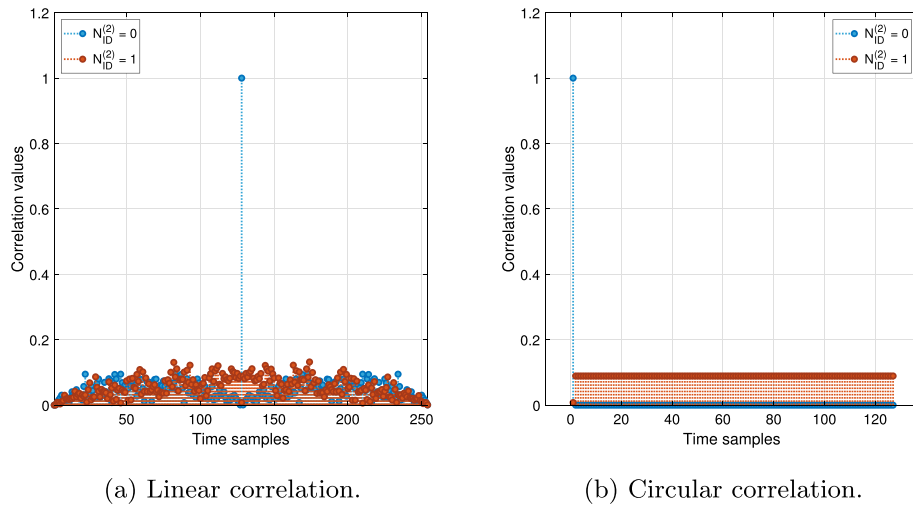 1.2
1
0.8
0.6
0.4
0.2
0
Correlation values
N_ID^(2) = 0
N_ID^(2) = 1
50
100
150
200
250
Time samples
(a) Linear correlation.
1.2
1
0.8
0.6
0.4
0.2
0
Correlation values
N_ID^(2) = 0
N_ID^(2) = 1
0
20
40
60
80
100
120
Time samples
(b) Circular correlation.